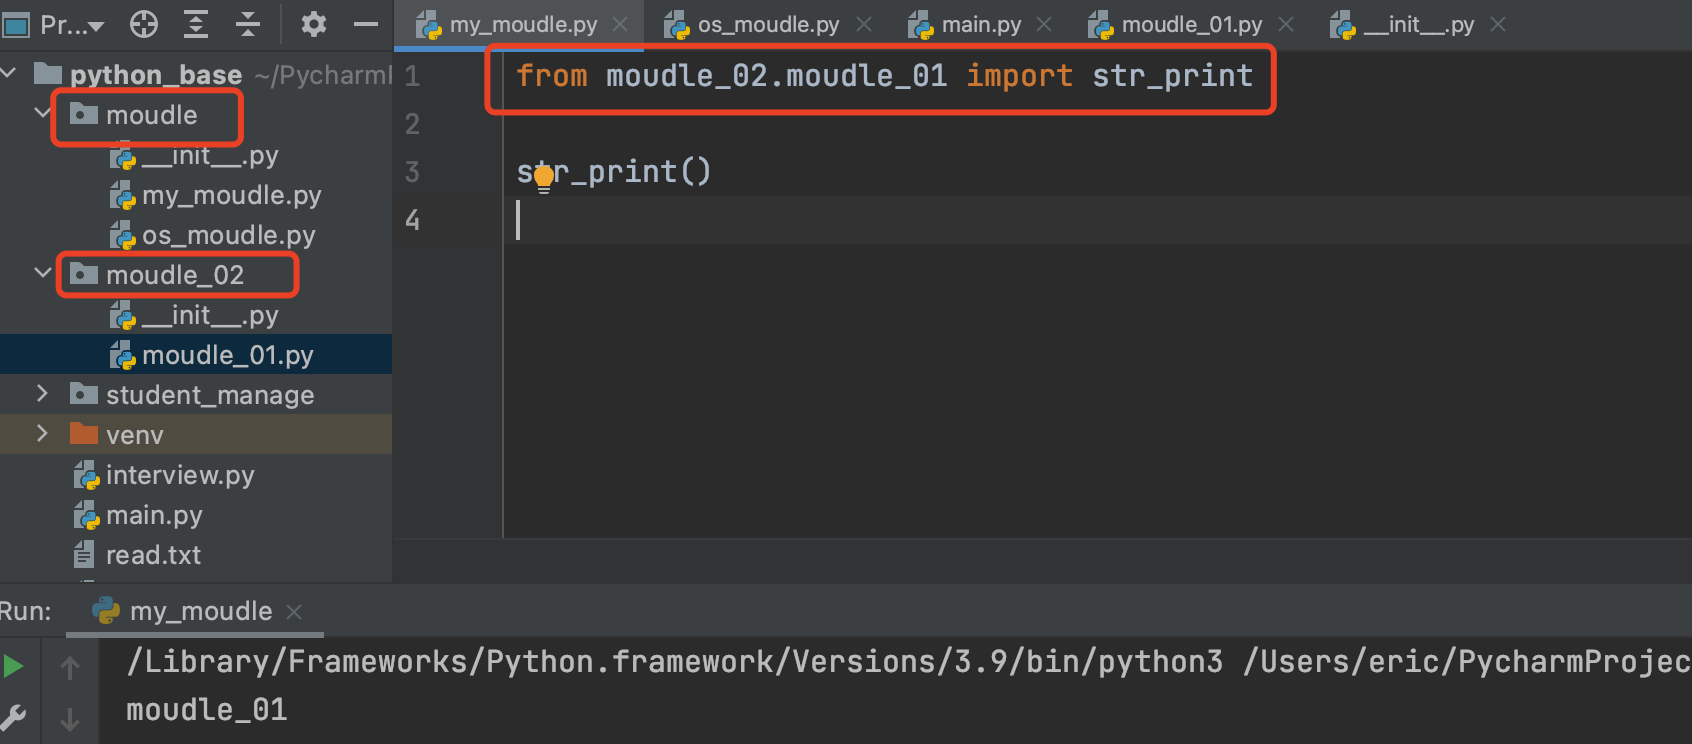 Pr...
my_moudle.py
os_moudle.py
main.py
moudle_01.py
__init__.py
python_base ~/Pycharm
moudle
__init__.py
my_moudle.py
os_moudle.py
moudle_02
__init__.py
moudle_01.py
student_manage
venv
interview.py
main.py
read.txt
1 from moudle_02.moudle_01 import str_print
2
3 str_print()
4
Run: my_moudle
/Library/Frameworks/Python.framework/Versions/3.9/bin/python3 /Users/eric/PycharmProjec
moudle_01